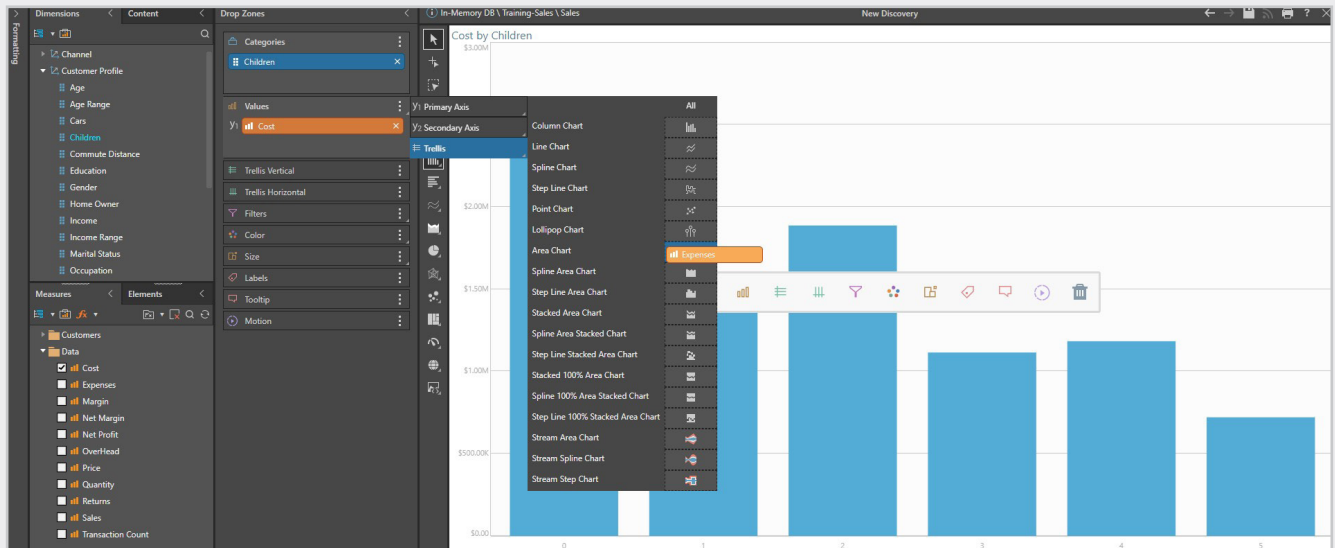 Formatting
Dimensions
Content
Channel
Customer Profile
Age
Age Range
Cars
Children
Commute Distance
Education
Gender
Home Owner
Income
Income Range
Marital Status
Occupation
Measures
Elements
Customers
Data
Cost
Expenses
Margin
Net Margin
Net Profit
OverHead
Price
Quantity
Returns
Sales
Transaction Count
Drop Zones
Categories
Children
Values
Y1 Cost
Trellis Vertical
Trellis Horizontal
Filters
Color
Size
Labels
Tooltip
Motion
Y1 Primary Axis
Y2 Secondary Axis
Trellis
All
Column Chart
Line Chart
Spline Chart
Step Line Chart
Point Chart
Lollipop Chart
Area Chart
Expenses
Spline Area Chart
Step Line Area Chart
Stacked Area Chart
Spline Area Stacked Chart
Step Line Stacked Area Chart
Stacked 100% Area Chart
Spline 100% Area Stacked Chart
Step Line 100% Stacked Area Chart
Stream Area Chart
Stream Spline Chart
Stream Step Chart
In-Memory DB \ Training-Sales \ Sales
New Discovery
Cost by Children
$3.00M
$2.00M
$1.50M
$1.00M
$500.00K
$0.00
0
1
2
3
4
5